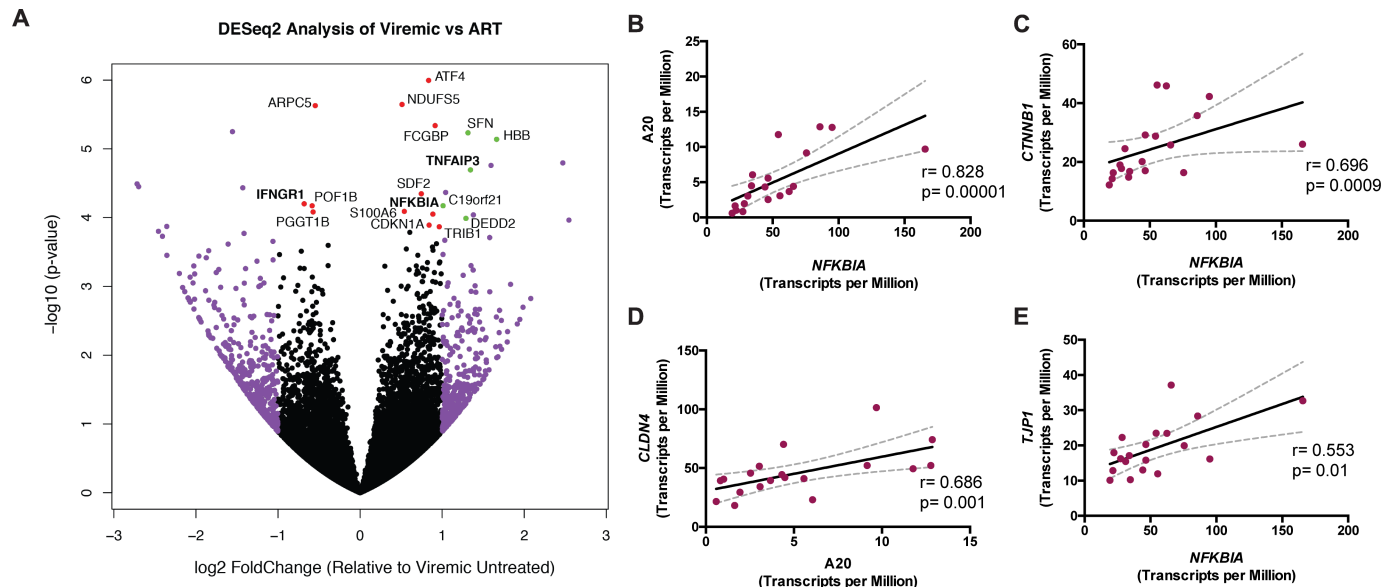 A
DESeq2 Analysis of Viremic vs ART
−log10 (p-value)
6
5
4
3
2
1
0
ATF4
ARPC5
NDUFS5
FCGBP
SFN
HBB
TNFAIP3
SDF2
IFNGR1
POF1B
NFKBIA
C19orf21
PGGT1B
S100A6
DEDD2
CDKN1A
TRIB1
−3
−2
−1
0
1
2
3
log2 FoldChange (Relative to Viremic Untreated)
B
A20
(Transcripts per Million)
25
20
15
10
5
0
r= 0.828
p= 0.00001
0
50
100
150
200
NFKBIA
(Transcripts per Million)
C
CTNNB1
(Transcripts per Million)
60
40
20
0
r= 0.696
p= 0.0009
0
50
100
150
200
NFKBIA
(Transcripts per Million)
D
CLDN4
(Transcripts per Million)
150
100
50
0
r= 0.686
p= 0.001
0
5
10
15
A20
(Transcripts per Million)
E
TJP1
(Transcripts per Million)
50
40
30
20
10
0
r= 0.553
p= 0.01
0
50
100
150
200
NFKBIA
(Transcripts per Million)